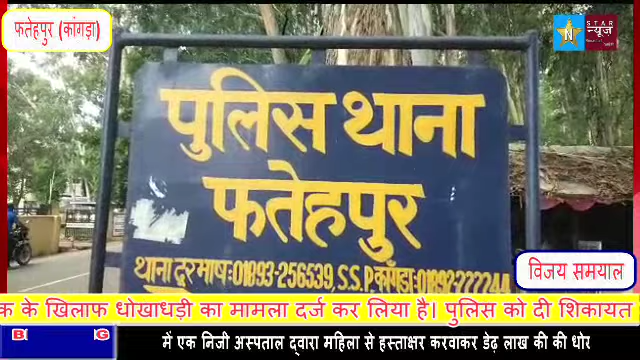 फतेहपुर (कांगड़ा)
STAR
न्यूज़
पुलिस थाना
फतेहपुर
थाना दूरभाष:01893-256539, S.S.P.काँगड़ा:01892-
विजय समयाल
के खिलाफ धोखाधड़ी का मामला दर्ज कर लिया है। पुलिस को दी शिकायत
में एक निजी अस्पताल द्वारा महिला से हस्ताक्षर करवाकर डेढ़ लाख की की धोर